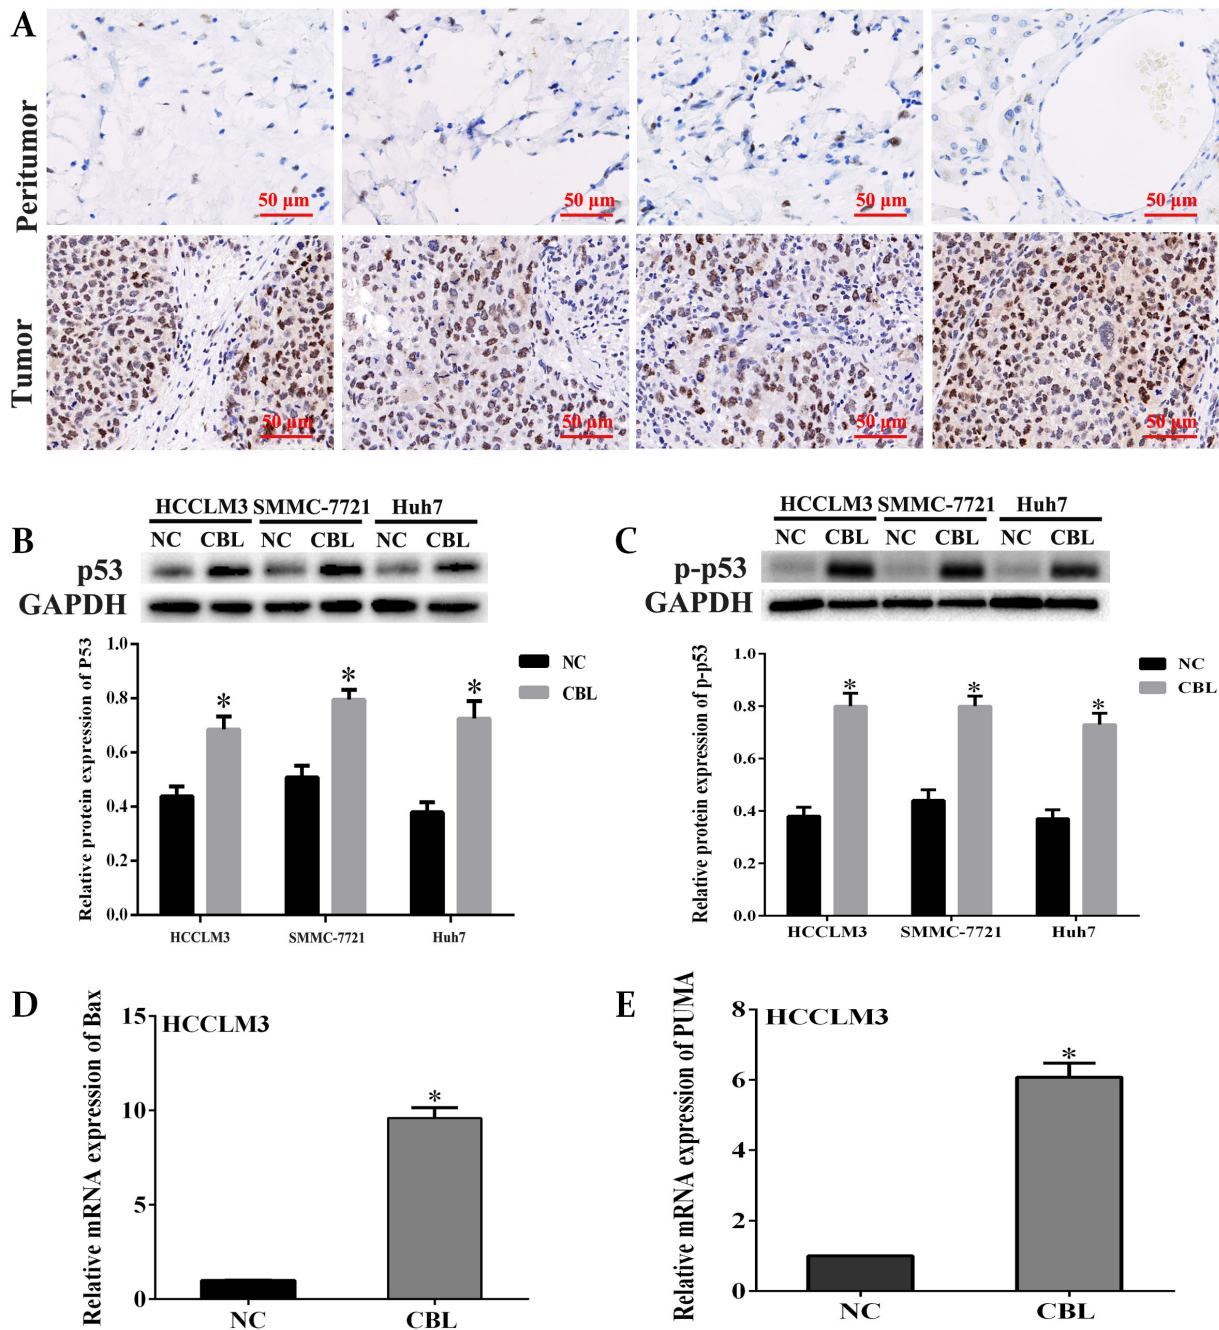 A
Peritumor
50 μm
50 μm
50 μm
50 μm
Tumor
50 μm
50 μm
50 μm
50 μm
B
HCCLM3 SMMC-7721 Huh7
NC CBL NC CBL NC CBL
p53
GAPDH
Relative protein expression of P53
1.0
0.8
0.6
0.4
0.2
0.0
* * *
NC
CBL
HCCLM3 SMMC-7721 Huh7
C
HCCLM3 SMMC-7721 Huh7
NC CBL NC CBL NC CBL
p-p53
GAPDH
Relative protein expression of p-p53
1.0
0.8
0.6
0.4
0.2
0.0
* * *
NC
CBL
HCCLM3 SMMC-7721 Huh7
D
Relative mRNA expression of Bax
HCCLM3
15
10
5
0
*
NC CBL
E
Relative mRNA expression of PUMA
HCCLM3
8
6
4
2
0
*
NC CBL